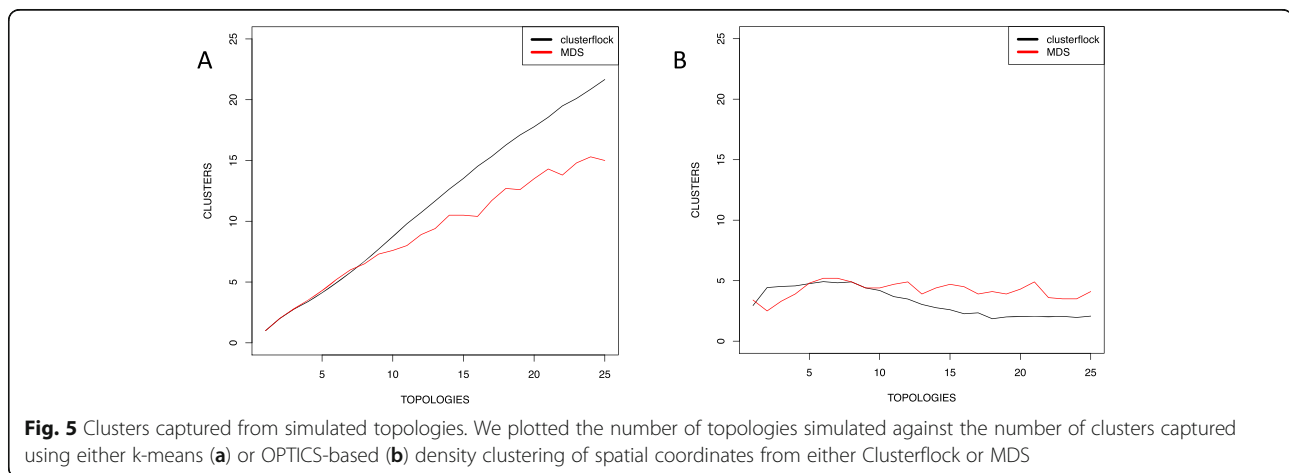 A
clusterflock
MDS
CLUSTERS
0
5
10
15
20
25
5
10
15
20
25
TOPOLOGIES
B
clusterflock
MDS
CLUSTERS
0
5
10
15
20
25
5
10
15
20
25
TOPOLOGIES
Fig. 5 Clusters captured from simulated topologies. We plotted the number of topologies simulated against the number of clusters captured
using either k-means (a) or OPTICS-based (b) density clustering of spatial coordinates from either Clusterflock or MDS